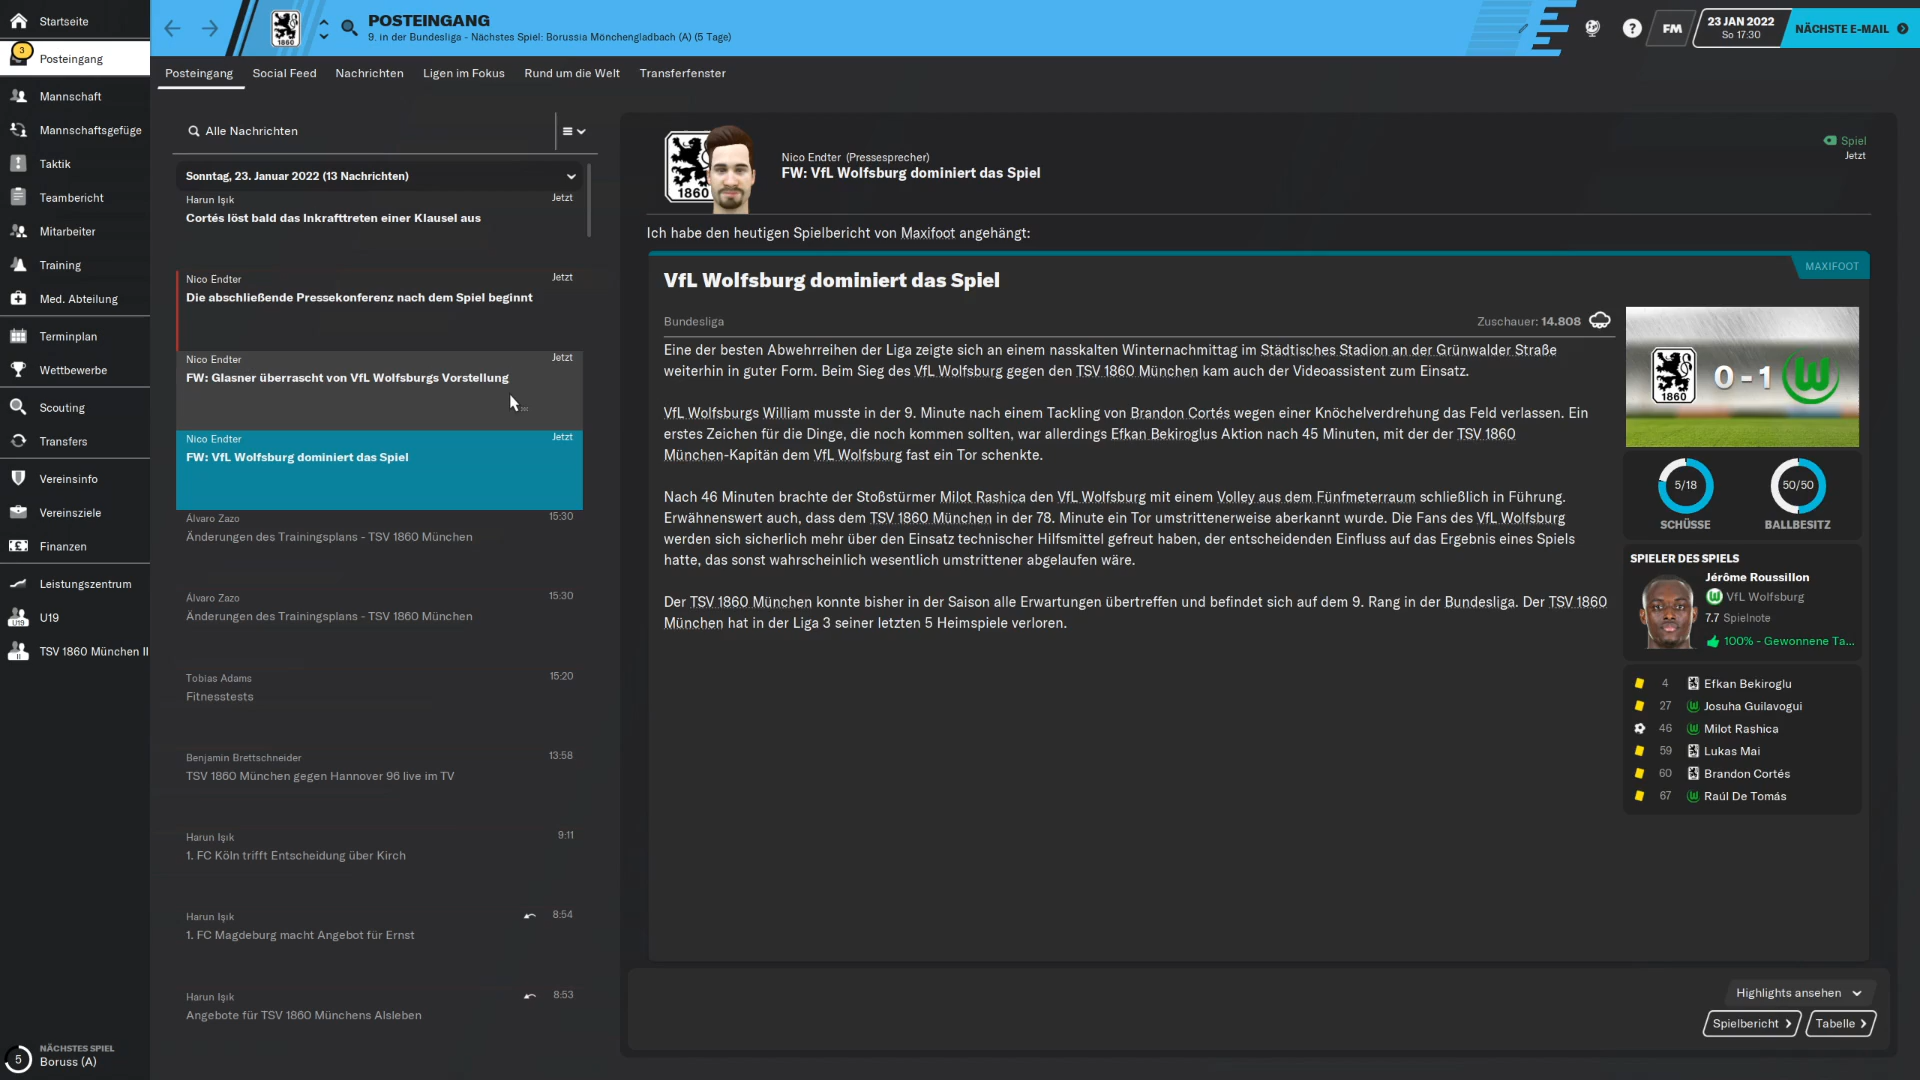 Startseite
3
Posteingang
Mannschaft
Mannschaftsgefüge
Taktik
Teambericht
Mitarbeiter
Training
Med. Abteilung
Terminplan
Wettbewerbe
Scouting
Transfers
Vereinsinfo
Vereinsziele
Finanzen
Leistungszentrum
U19
TSV 1860 München II
5
NÄCHSTES SPIEL
Boruss (A)
1860
POSTEINGANG
9. in der Bundesliga - Nächstes Spiel: Borussia Mönchengladbach (A) (5 Tage)
?
FM
23 JAN 2022
So 17:30
NÄCHSTE E-MAIL
Posteingang Social Feed Nachrichten Ligen im Fokus Rund um die Welt Transferfenster
Alle Nachrichten
Sonntag, 23. Januar 2022 (13 Nachrichten)
Harun Işık Jetzt
Cortés löst bald das Inkrafttreten einer Klausel aus
Nico Endter Jetzt
Die abschließende Pressekonferenz nach dem Spiel beginnt
Nico Endter Jetzt
FW: Glasner überrascht von VfL Wolfsburgs Vorstellung
Nico Endter Jetzt
FW: VfL Wolfsburg dominiert das Spiel
Álvaro Zazo 15:30
Änderungen des Trainingsplans - TSV 1860 München
Álvaro Zazo 15:30
Änderungen des Trainingsplans - TSV 1860 München
Tobias Adams 15:20
Fitnesstests
Benjamin Brettschneider 13:58
TSV 1860 München gegen Hannover 96 live im TV
Harun Işık 9:11
1. FC Köln trifft Entscheidung über Kirch
Harun Işık 8:54
1. FC Magdeburg macht Angebot für Ernst
Harun Işık 8:53
Angebote für TSV 1860 Münchens Alsleben
1860
Nico Endter (Pressesprecher)
FW: VfL Wolfsburg dominiert das Spiel
Spiel
Jetzt
Ich habe den heutigen Spielbericht von Maxifoot angehängt:
VfL Wolfsburg dominiert das Spiel
MAXIFOOT
Bundesliga
Zuschauer: 14.808
Eine der besten Abwehrreihen der Liga zeigte sich an einem nasskalten Winternachmittag im Städtisches Stadion an der Grünwalder Straße
weiterhin in guter Form. Beim Sieg des VfL Wolfsburg gegen den TSV 1860 München kam auch der Videoassistent zum Einsatz.
VfL Wolfsburgs William musste in der 9. Minute nach einem Tackling von Brandon Cortés wegen einer Knöchelverdrehung das Feld verlassen. Ein
erstes Zeichen für die Dinge, die noch kommen sollten, war allerdings Efkan Bekiroglus Aktion nach 45 Minuten, mit der der TSV 1860
München-Kapitän dem VfL Wolfsburg fast ein Tor schenkte.
Nach 46 Minuten brachte der Stoßstürmer Milot Rashica den VfL Wolfsburg mit einem Volley aus dem Fünfmeterraum schließlich in Führung.
Erwähnenswert auch, dass dem TSV 1860 München in der 78. Minute ein Tor umstrittenerweise aberkannt wurde. Die Fans des VfL Wolfsburg
werden sich sicherlich mehr über den Einsatz technischer Hilfsmittel gefreut haben, der entscheidenden Einfluss auf das Ergebnis eines Spiels
hatte, das sonst wahrscheinlich wesentlich umstrittener abgelaufen wäre.
Der TSV 1860 München konnte bisher in der Saison alle Erwartungen übertreffen und befindet sich auf dem 9. Rang in der Bundesliga. Der TSV 1860
München hat in der Liga 3 seiner letzten 5 Heimspiele verloren.
1860
0 - 1
5/18
SCHÜSSE
50/50
BALLBESITZ
SPIELER DES SPIELS
Jérôme Roussillon
VfL Wolfsburg
7.7 Spielnote
100% - Gewonnene Ta...
4 Efkan Bekiroglu
27 Josuha Guilavogui
46 Milot Rashica
59 Lukas Mai
60 Brandon Cortés
67 Raúl De Tomás
Highlights ansehen
Spielbericht
Tabelle